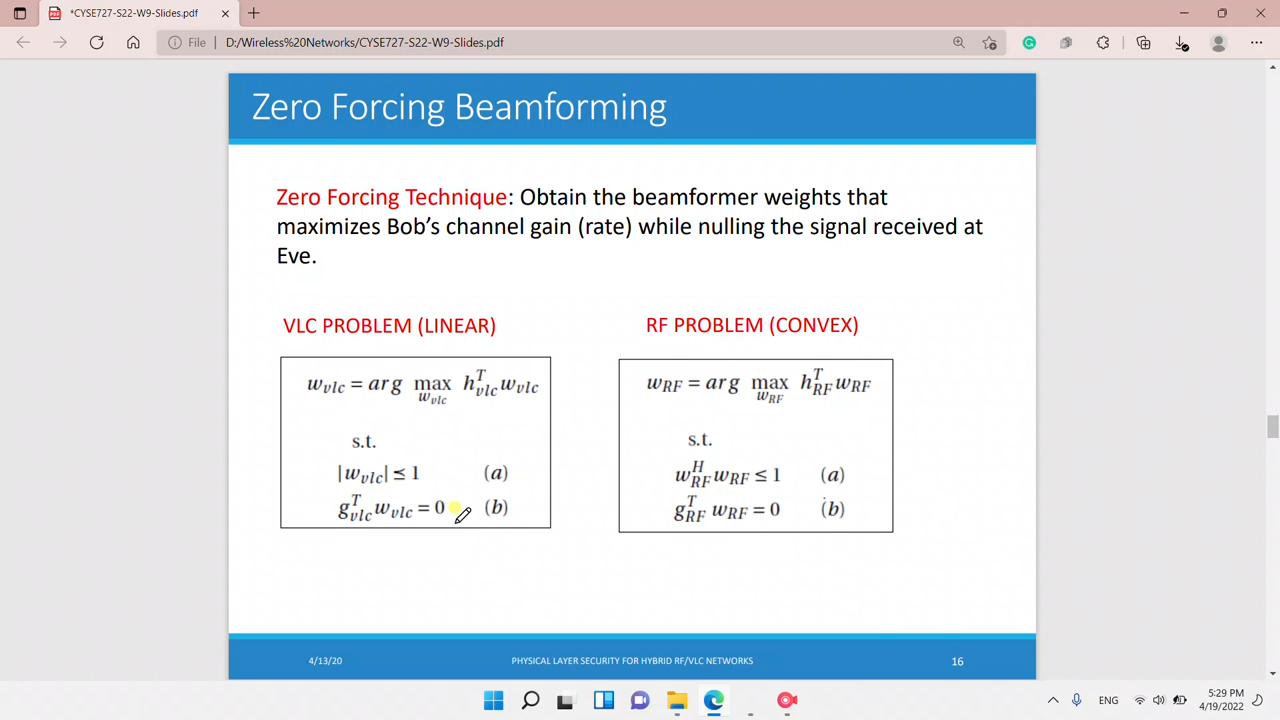 *CYSE727-S22-W9-Slides.pdf
File D:/Wireless%20Networks/CYSE727-S22-W9-Slides.pdf
Zero Forcing Beamforming
Zero Forcing Technique: Obtain the beamformer weights that
maximizes Bob’s channel gain (rate) while nulling the signal received at
Eve.
VLC PROBLEM (LINEAR)
w_vlc = arg max_{w_vlc} h_vlc^T w_vlc
s.t.
|w_vlc| ≤ 1 (a)
g_vlc^T w_vlc = 0 (b)
RF PROBLEM (CONVEX)
w_RF = arg max_{w_RF} h_RF^T w_RF
s.t.
w_RF^H w_RF ≤ 1 (a)
g_RF^T w_RF = 0 (b)
4/13/20 PHYSICAL LAYER SECURITY FOR HYBRID RF/VLC NETWORKS 16
ENG 5:29 PM
4/19/2022